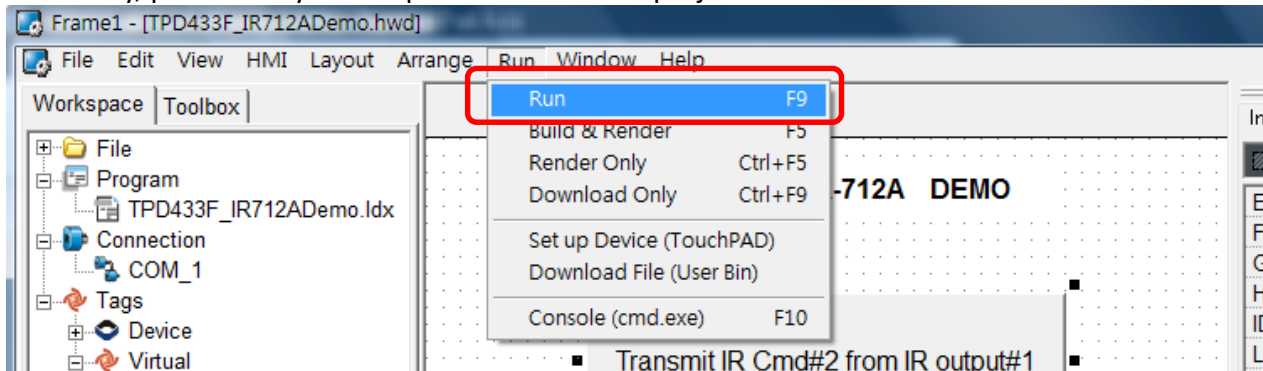 Frame1 - [TPD433F_IR712ADemo.hwd]
File Edit View HMI Layout Arrange Run Window Help
Workspace Toolbox
Run F9
Build & Render F5
Render Only Ctrl+F5
Download Only Ctrl+F9
Set up Device (TouchPAD)
Download File (User Bin)
Console (cmd.exe) F10
File
Program
TPD433F_IR712ADemo.ldx
Connection
COM_1
Tags
Device
Virtual
-712A DEMO
Transmit IR Cmd#2 from IR output#1